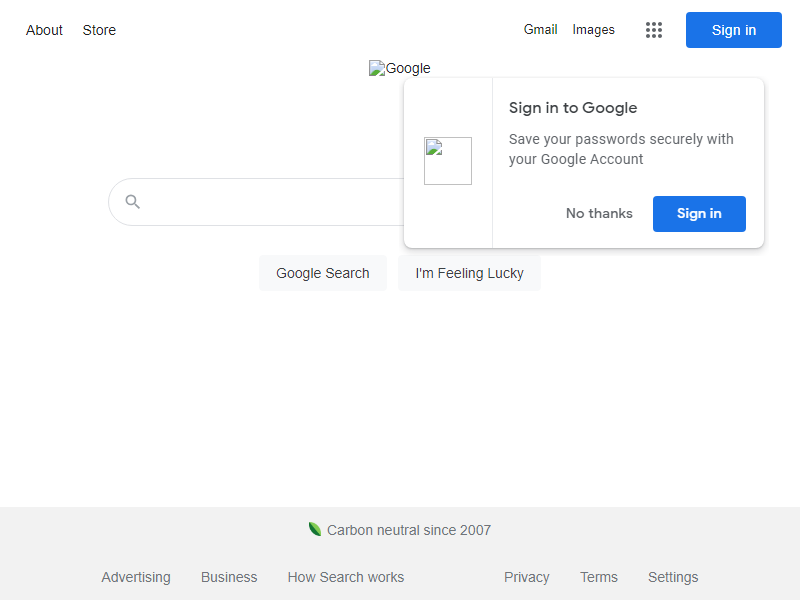 About Store Gmail Images Sign in
Google
Sign in to Google
Save your passwords securely with
your Google Account
No thanks Sign in
Google Search I'm Feeling Lucky
Carbon neutral since 2007
Advertising Business How Search works Privacy Terms Settings